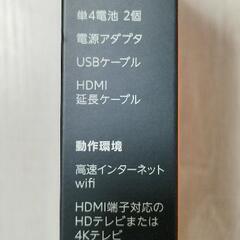 単4電池 2個
電源アダプタ
USBケーブル
HDMI
延長ケーブル
動作環境
高速インターネット
wifi
HDMI端子対応の
HDテレビまたは
4Kテレビ